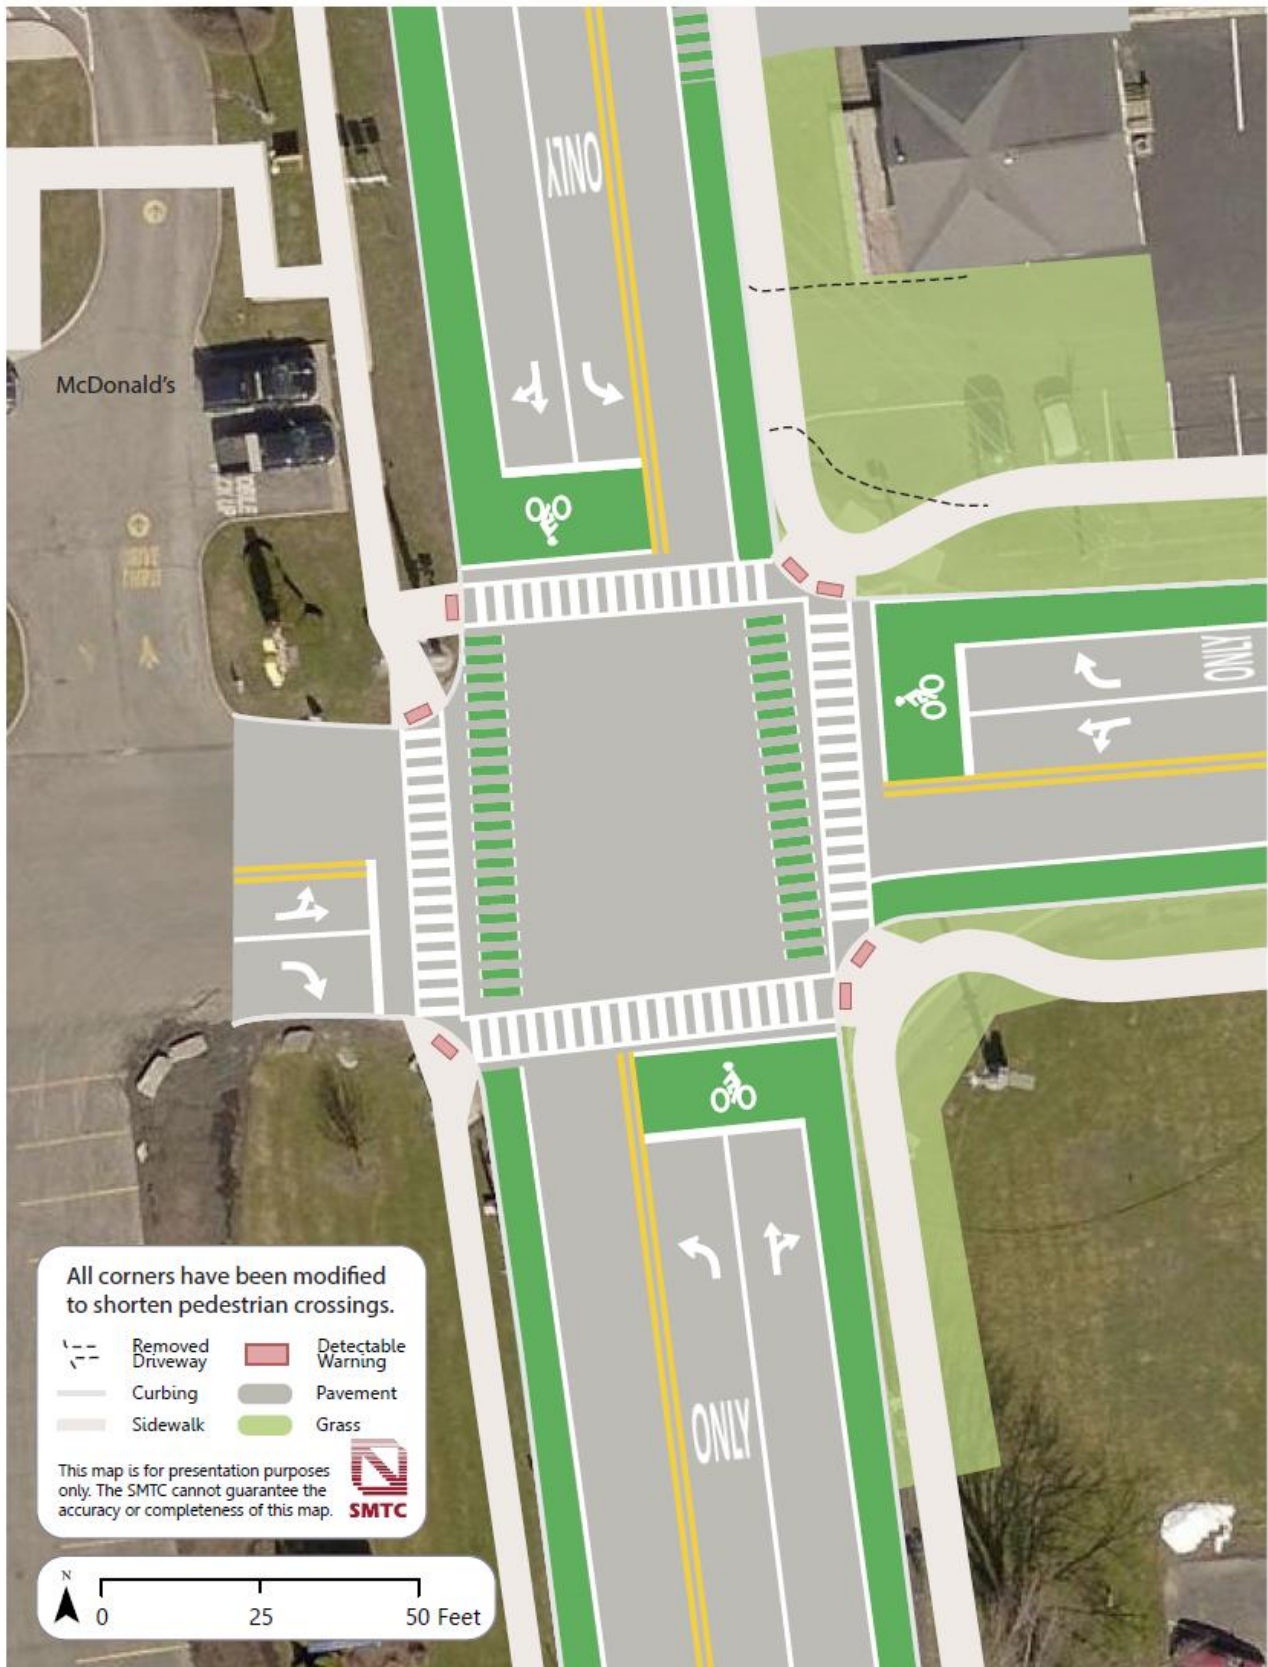 ONLY
McDonald's
ONLY
ONLY
All corners have been modified
to shorten pedestrian crossings.
Removed
Driveway
Detectable
Warning
Curbing
Pavement
Sidewalk
Grass
This map is for presentation purposes
only. The SMTC cannot guarantee the
accuracy or completeness of this map.
SMTC
N
0 25 50 Feet